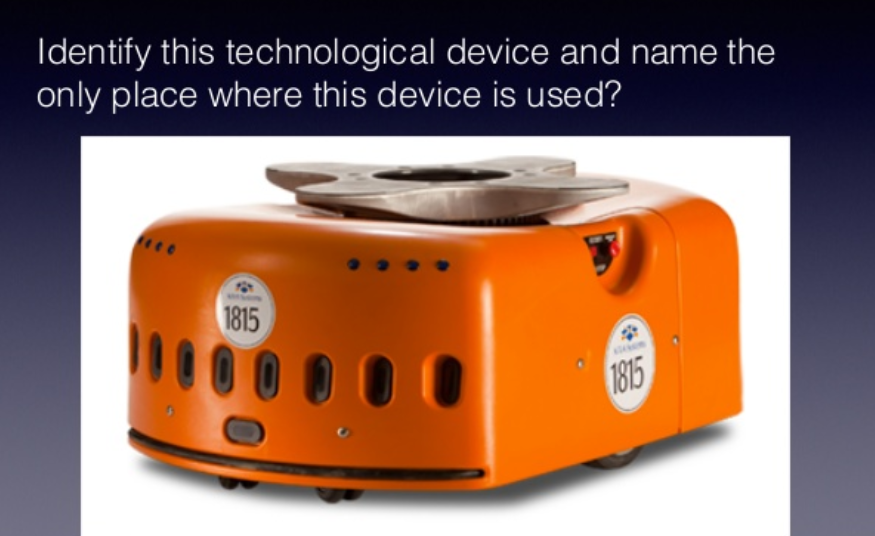 Identify this technological device and name the
only place where this device is used?
1815
1815